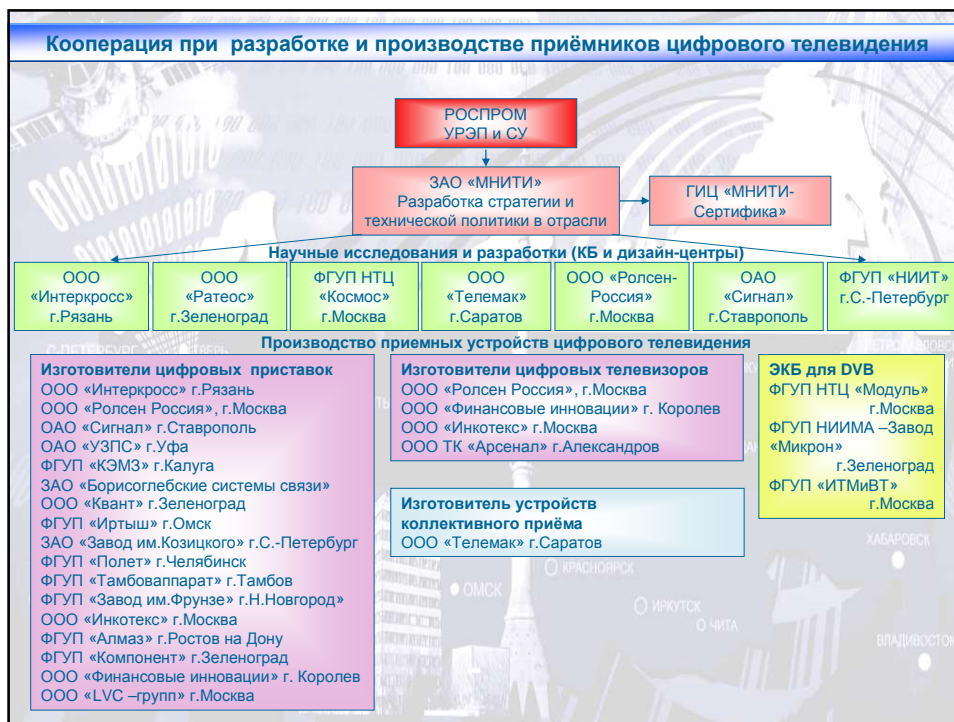 Кооперация при разработке и производстве приёмников цифрового телевидения
РОСПРОМ
УРЭП и СУ
ЗАО «МНИТИ»
Разработка стратегии и
технической политики в отрасли
ГИЦ «МНИТИ-
Сертифика»
Научные исследования и разработки (КБ и дизайн-центры)
ООО
«Интеркросс»
г.Рязань
ООО
«Ратеос»
г.Зеленоград
ФГУП НТЦ
«Космос»
г.Москва
ООО
«Телемак»
г.Саратов
ООО «Ролсен-
Россия»
г.Москва
ОАО
«Сигнал»
г.Ставрополь
ФГУП «НИИТ»
г.С.-Петербург
Производство приемных устройств цифрового телевидения
Изготовители цифровых приставок
ООО «Интеркросс» г.Рязань
ООО «Ролсен Россия», г.Москва
ОАО «Сигнал» г.Ставрополь
ОАО «УЗПС» г.Уфа
ФГУП «КЭМЗ» г.Калуга
ЗАО «Борисоглебские системы связи»
ООО «Квант» г.Зеленоград
ФГУП «Иртыш» г.Омск
ЗАО «Завод им.Козицкого» г.С.-Петербург
ФГУП «Полет» г.Челябинск
ФГУП «Тамбоваппарат» г.Тамбов
ФГУП «Завод им.Фрунзе» г.Н.Новгород»
ООО «Инкотекс» г.Москва
ФГУП «Алмаз» г.Ростов на Дону
ФГУП «Компонент» г.Зеленоград
ООО «Финансовые инновации» г. Королев
ООО «LVC –групп» г.Москва
Изготовители цифровых телевизоров
ООО «Ролсен Россия», г.Москва
ООО «Финансовые инновации» г. Королев
ООО «Инкотекс» г.Москва
ООО ТК «Арсенал» г.Александров
Изготовитель устройств
коллективного приёма
ООО «Телемак» г.Саратов
ЭКБ для DVB
ФГУП НТЦ «Модуль»
г.Москва
ФГУП НИИМА –Завод
«Микрон»
г.Зеленоград
ФГУП «ИТМиВТ»
г.Москва
ХАБАРОВСК
КРАСНОЯРСК
ОМСК
ИРКУТСК
ЧИТА
ВЛАДИВОСТОК